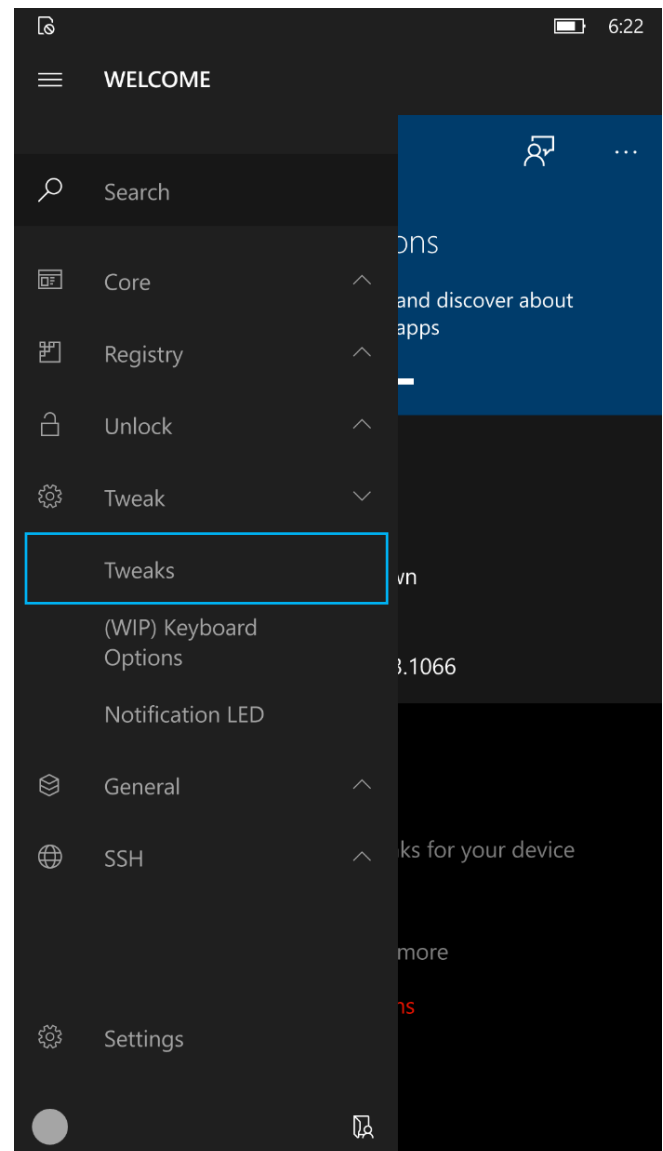 6:22
WELCOME
Search
ons
Core
and discover about
apps
Registry
Unlock
Tweak
Tweaks
wn
(WIP) Keyboard
Options
3.1066
Notification LED
General
SSH
ks for your device
more
ns
Settings